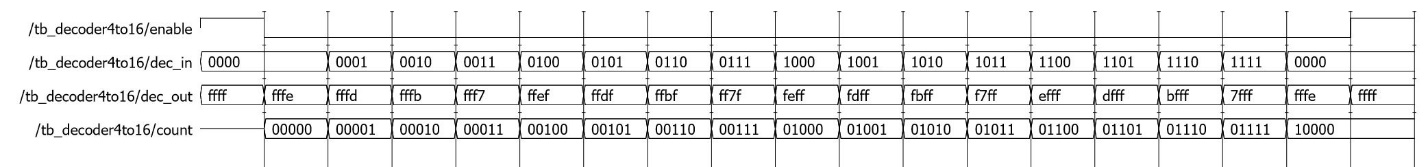 /tb_decoder4to16/enable
/tb_decoder4to16/dec_in 0000 0001 0010 0011 0100 0101 0110 0111 1000 1001 1010 1011 1100 1101 1110 1111 0000
/tb_decoder4to16/dec_out ffff fffe fffd fffb fff7 ffef ffdf ffbf ff7f feff fdff fbff f7ff efff dfff bfff 7fff fffe ffff
/tb_decoder4to16/count 00000 00001 00010 00011 00100 00101 00110 00111 01000 01001 01010 01011 01100 01101 01110 01111 10000